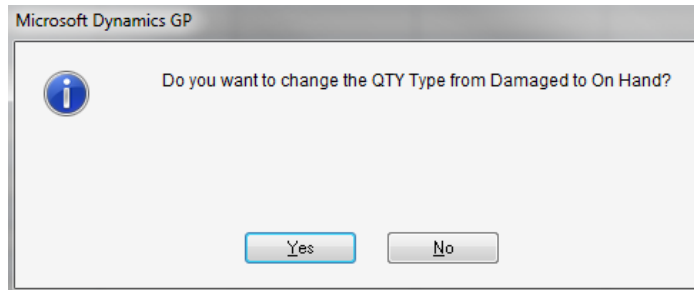 Microsoft Dynamics GP
Do you want to change the QTY Type from Damaged to On Hand?
Yes
No